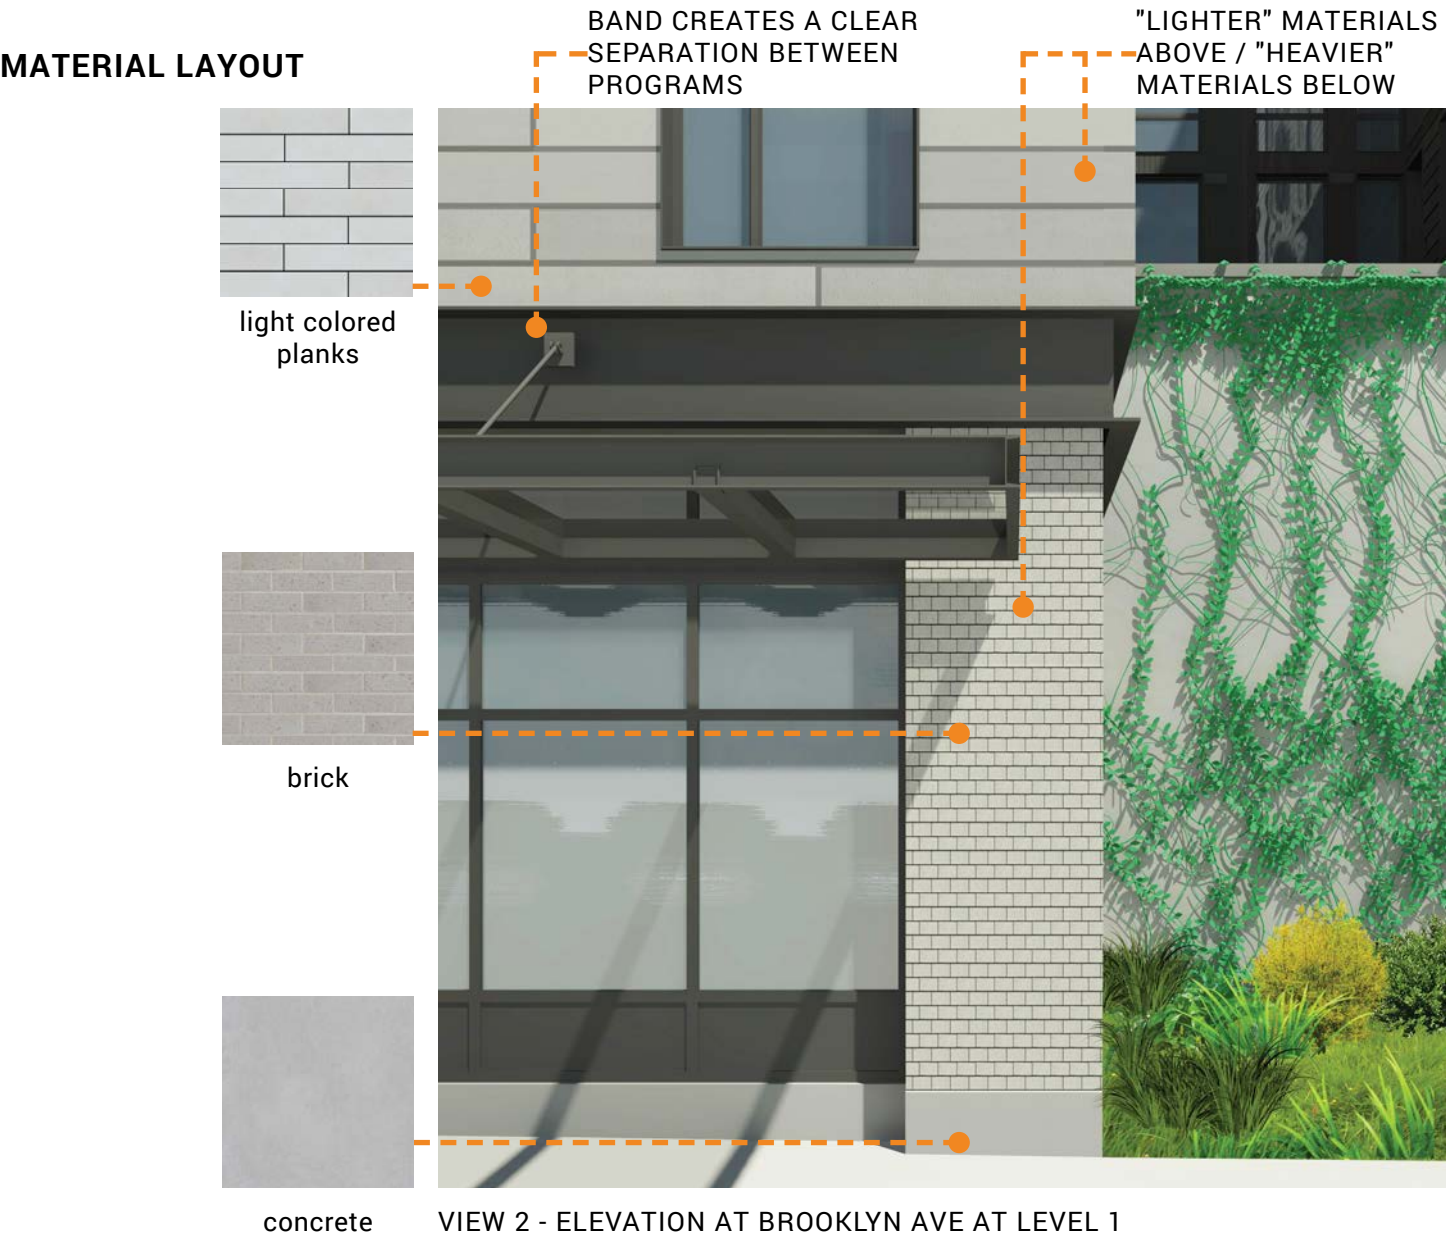 MATERIAL LAYOUT
BAND CREATES A CLEAR
SEPARATION BETWEEN
PROGRAMS
"LIGHTER" MATERIALS
ABOVE / "HEAVIER"
MATERIALS BELOW
light colored
planks
brick
concrete
VIEW 2 - ELEVATION AT BROOKLYN AVE AT LEVEL 1